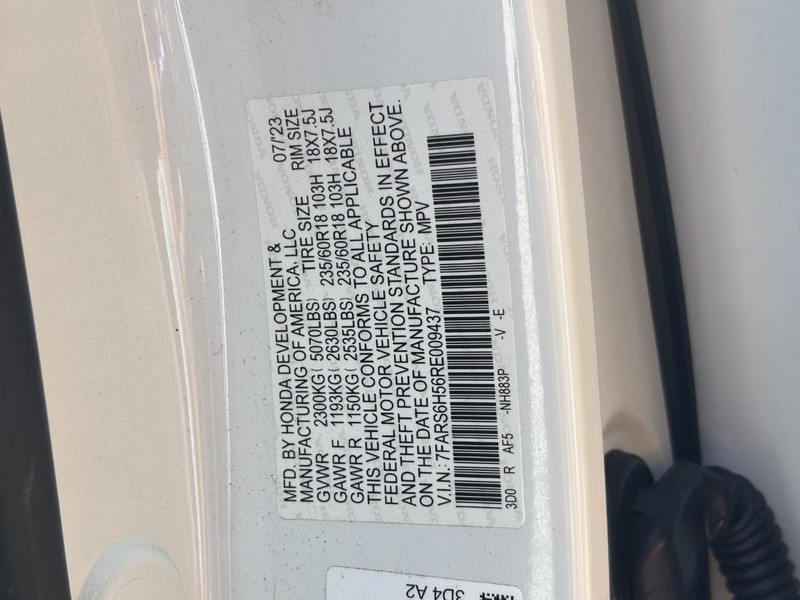 MFD. BY HONDA DEVELOPMENT & 07/'23
MANUFACTURING OF AMERICA, LLC
TIRE SIZE RIM SIZE
GVWR 2300KG( 5070LBS)
GAWR F 1193KG( 2630LBS) 235/60R18 103H 18X7.5J
GAWR R 1150KG( 2535LBS) 235/60R18 103H 18X7.5J
THIS VEHICLE CONFORMS TO ALL APPLICABLE
FEDERAL MOTOR VEHICLE SAFETY
AND THEFT PREVENTION STANDARDS IN EFFECT
ON THE DATE OF MANUFACTURE SHOWN ABOVE.
V.I.N.:7FARS6H56RE009437 TYPE: MPV
3D0 R AF5 -NH883P -V -E
3D4 A2